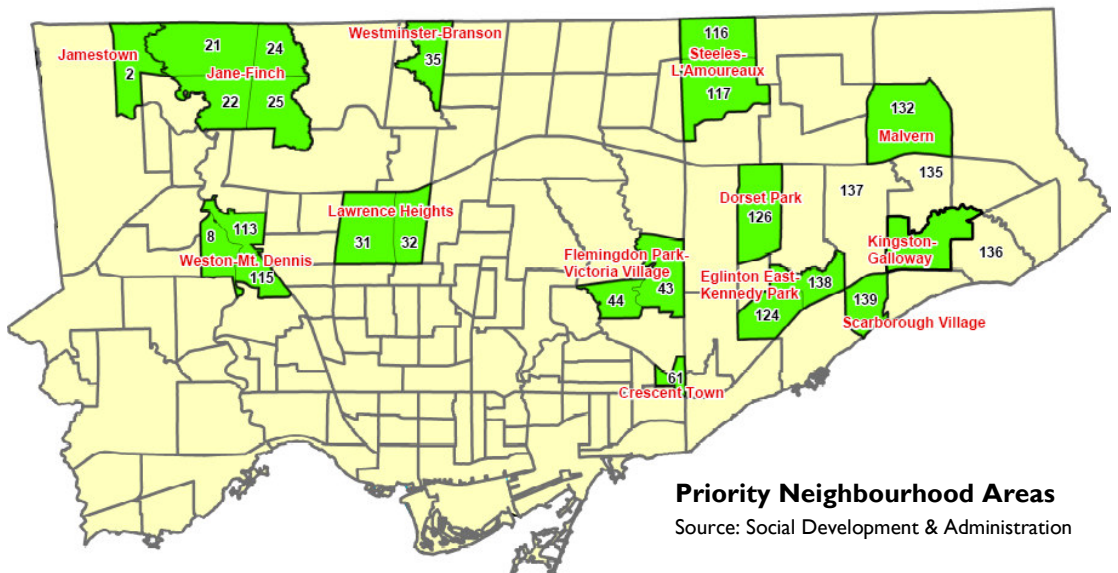 116
Westminster-Branson
21
24
Steeles-
L'Amoureaux
Jamestown
35
2
Jane-Finch
117
22
25
132
Malvern
135
137
Dorset Park
126
Lawrence Heights
113
8
31
32
Flemingdon Park-
Victoria Village
Kingston-
Galloway
136
Weston-Mt. Dennis
115
43
44
Eglinton East-
Kennedy Park
138
124
139
Scarborough Village
61
Crescent Town
Priority Neighbourhood Areas
Source: Social Development & Administration